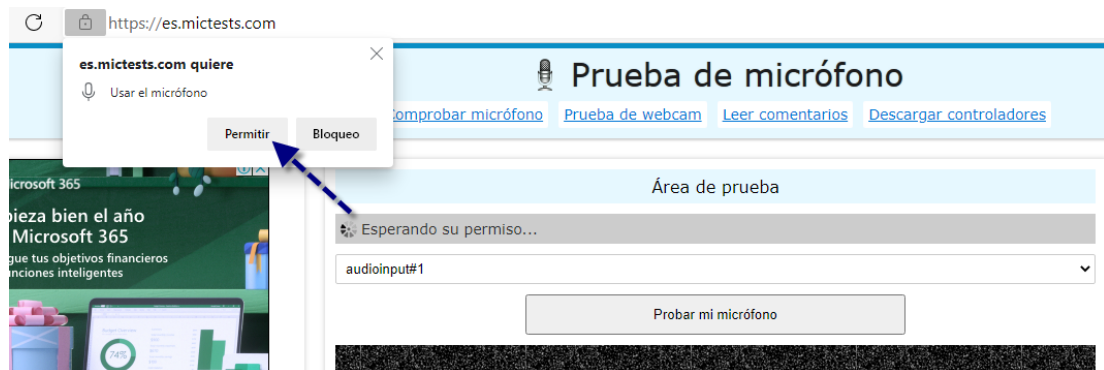 https://es.mictests.com
es.mictests.com quiere
Usar el micrófono
Permitir Bloqueo
Prueba de micrófono
Comprobar micrófono Prueba de webcam Leer comentarios Descargar controladores
icrosoft 365
pieza bien el año
Microsoft 365
gue tus objetivos financieros
unciones inteligentes
74%
Área de prueba
Esperando su permiso...
audioinput#1
Probar mi micrófono